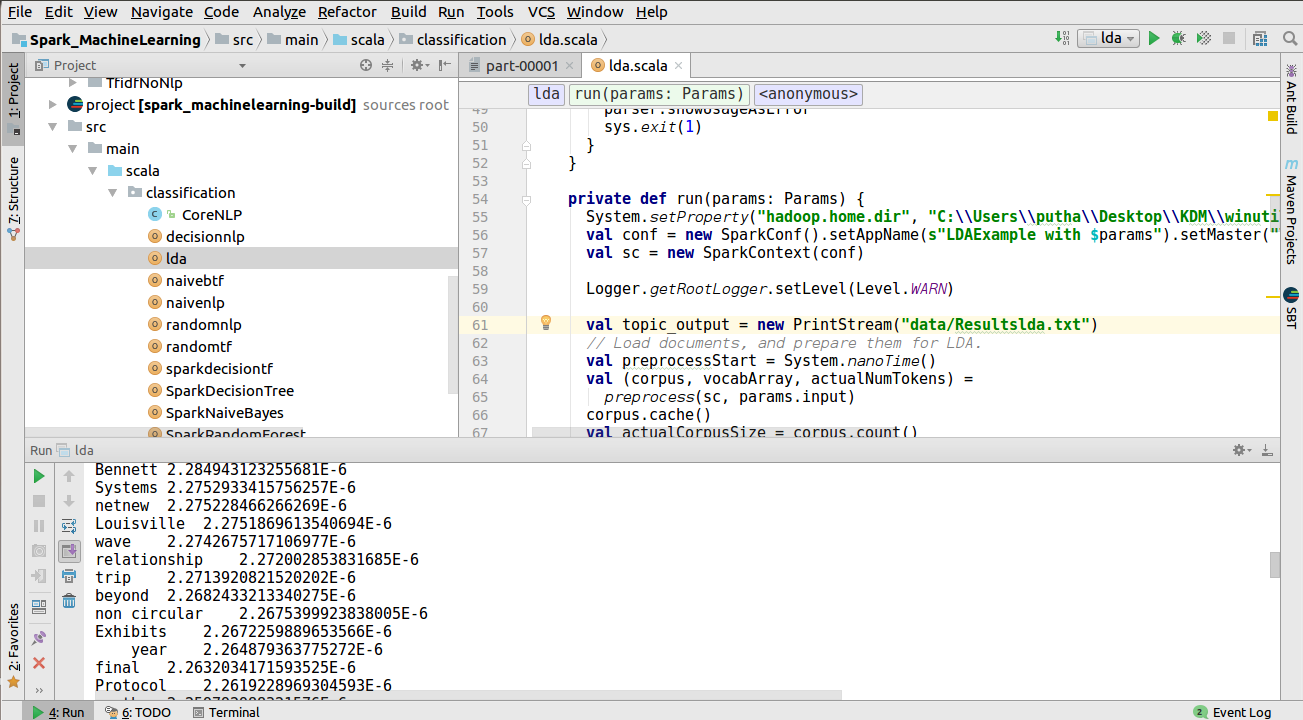 File Edit View Navigate Code Analyze Refactor Build Run Tools VCS Window Help
Spark_MachineLearning src main scala classification lda.scala lda
1: Project
7: Structure
2: Favorites
Project
TfidfNoNlp
project [spark_machinelearning-build] sources root
src
main
scala
classification
CoreNLP
decisionnlp
lda
naivebtf
naivenlp
randomnlp
randomtf
sparkdecisiontf
SparkDecisionTree
SparkNaiveBayes
SparkRandomForest
part-00001 lda.scala
lda run(params: Params) <anonymous>
49 parser.showUsageAsError
50 sys.exit(1)
51 }
52 }
53
54 private def run(params: Params) {
55 System.setProperty("hadoop.home.dir", "C:\\Users\\putha\\Desktop\\KDM\\winuti
56 val conf = new SparkConf().setAppName(s"LDAExample with $params").setMaster("
57 val sc = new SparkContext(conf)
58
59 Logger.getRootLogger.setLevel(Level.WARN)
60
61 val topic_output = new PrintStream("data/Resultslda.txt")
62 // Load documents, and prepare them for LDA.
63 val preprocessStart = System.nanoTime()
64 val (corpus, vocabArray, actualNumTokens) =
65 preprocess(sc, params.input)
66 corpus.cache()
67 val actualCorpusSize = corpus.count()
Ant Build
Maven Projects
SBT
Run lda
Bennett 2.284943123255681E-6
Systems 2.2752933415756257E-6
netnew 2.275228466266269E-6
Louisville 2.2751869613540694E-6
wave 2.2742675717106977E-6
relationship 2.272002853831685E-6
trip 2.2713920821520202E-6
beyond 2.2682433213340275E-6
non circular 2.2675399923838005E-6
Exhibits 2.2672259889653566E-6
year 2.264879363775272E-6
final 2.2632034171593525E-6
Protocol 2.2619228969304593E-6
4: Run 6: TODO Terminal 2 Event Log